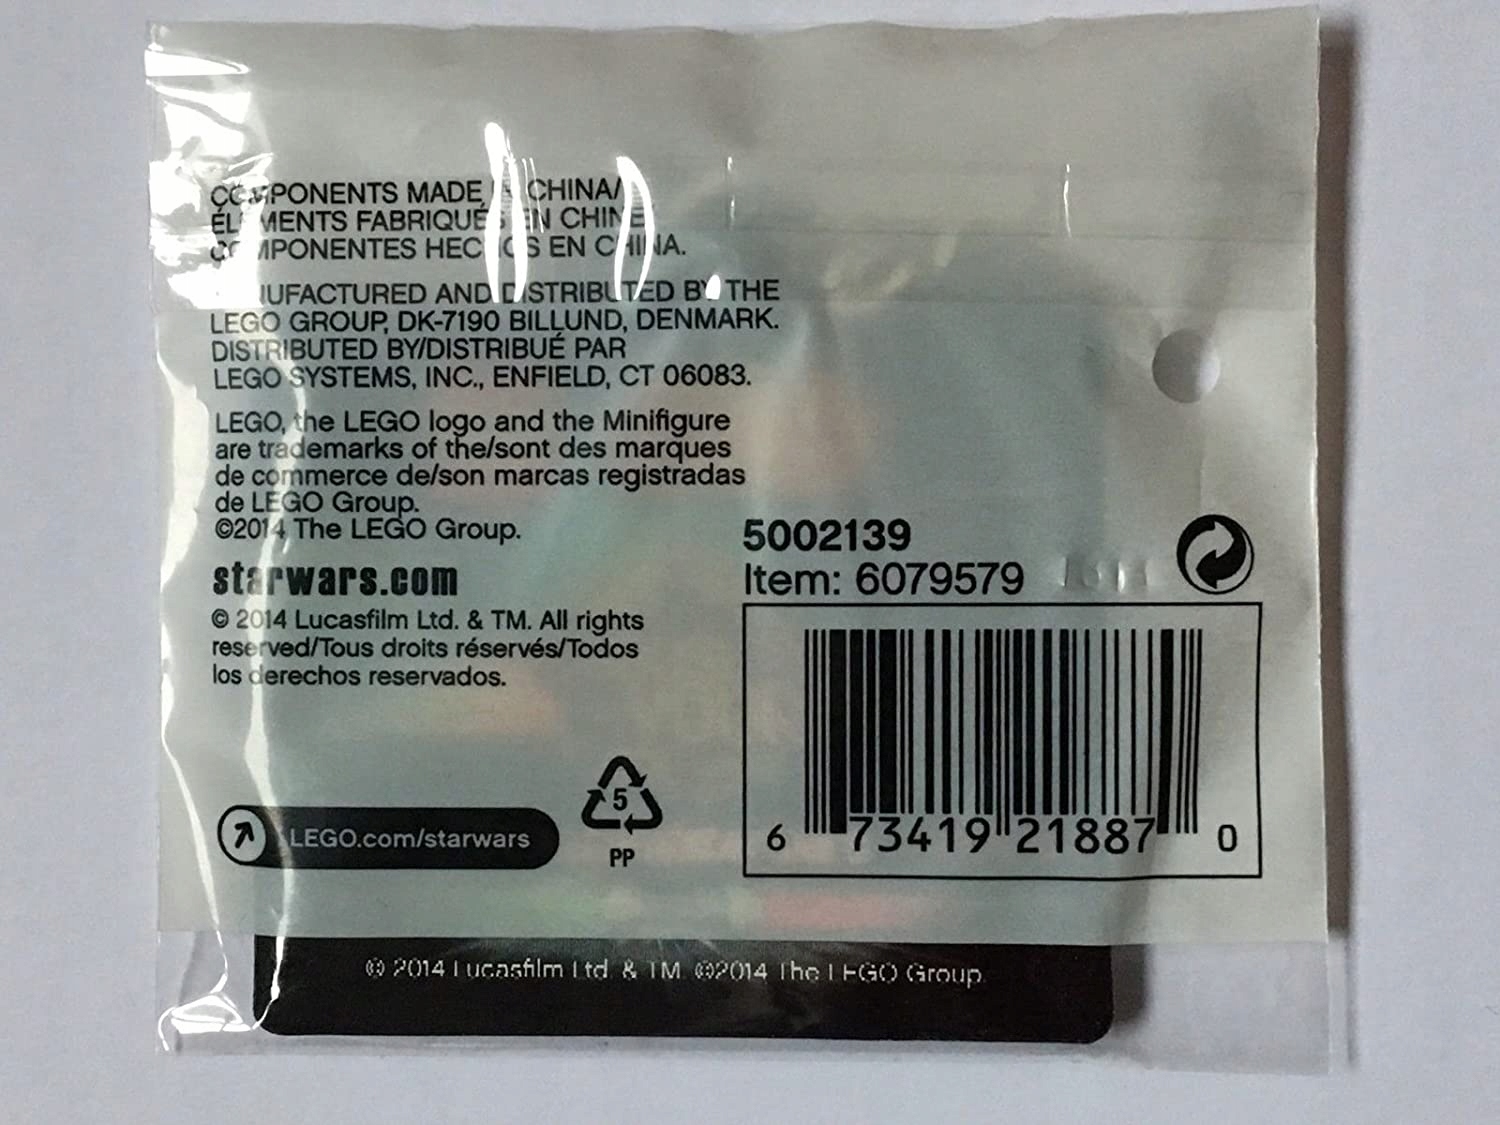 COMPONENTS MADE IN CHINA/
ÉLÉMENTS FABRIQUÉS EN CHINE
COMPONENTES HECHOS EN CHINA.
MANUFACTURED AND DISTRIBUTED BY THE
LEGO GROUP, DK-7190 BILLUND, DENMARK.
DISTRIBUTED BY/DISTRIBUÉ PAR
LEGO SYSTEMS, INC., ENFIELD, CT 06083.
LEGO, the LEGO logo and the Minifigure
are trademarks of the/sont des marques
de commerce de/son marcas registradas
de LEGO Group.
©2014 The LEGO Group.
starwars.com
© 2014 Lucasfilm Ltd. & TM. All rights
reserved/Tous droits réservés/Todos
los derechos reservados.
LEGO.com/starwars
5
PP
5002139
Item: 6079579
6 73419 21887 0
© 2014 Lucasfilm Ltd. & TM. ©2014 The LEGO Group.